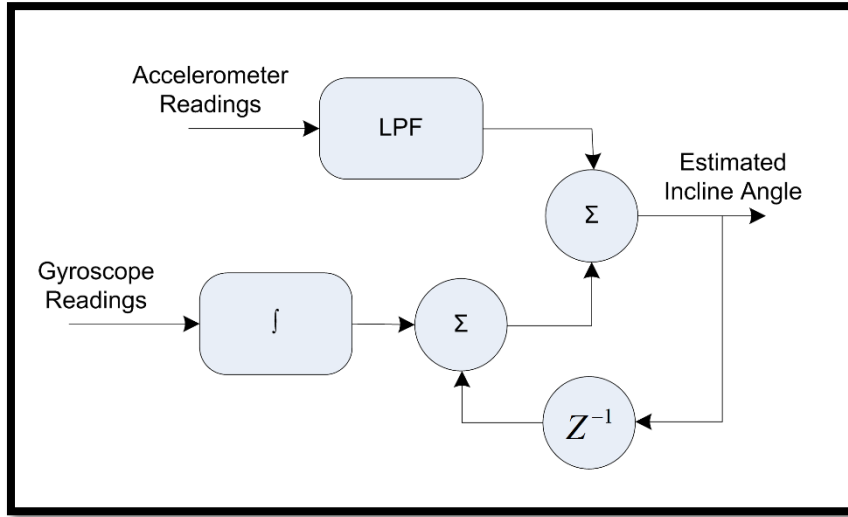 Accelerometer
Readings
LPF
Estimated
Incline Angle
Σ
Gyroscope
Readings
∫
Σ
Z⁻¹